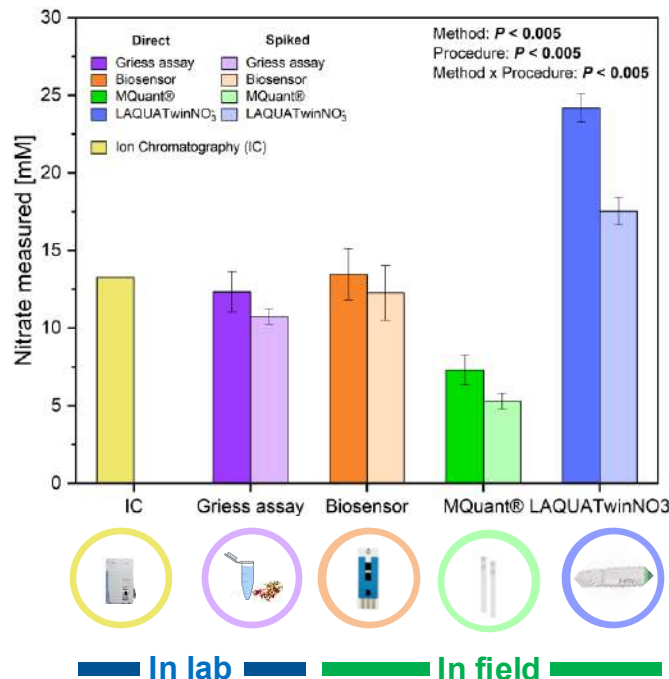 Direct Spiked
Griess assay Griess assay
Biosensor Biosensor
MQuant® MQuant®
LAQUATwinNO₃⁻ LAQUATwinNO₃⁻
Ion Chromatography (IC)
Method: P < 0.005
Procedure: P < 0.005
Method x Procedure: P < 0.005
Nitrate measured [mM]
30
25
20
15
10
5
0
IC Griess assay Biosensor MQuant® LAQUATwinNO3
In lab In field